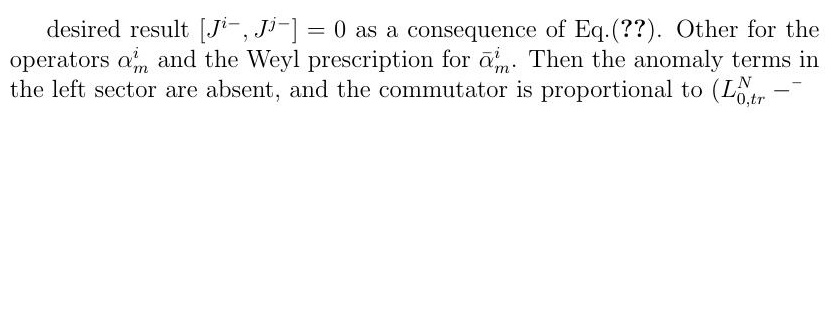 desired result $[J^{i-}, J^{j-}] = 0$ as a consequence of Eq.(??). Other for the
operators $\alpha^i_m$ and the Weyl prescription for $\bar{\alpha}^i_m$. Then the anomaly terms in
the left sector are absent, and the commutator is proportional to $(L^N_{0,tr} - ^-$